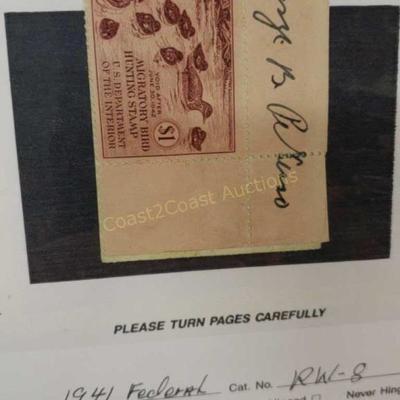 VOID AFTER
JUNE 30 1942
$1
MIGRATORY BIRD
HUNTING STAMP
U.S. DEPARTMENT
OF THE INTERIOR
B.
Coast2Coast Auctions
PLEASE TURN PAGES CAREFULLY
1941 Federal Cat. No. RW-8
Never Hing